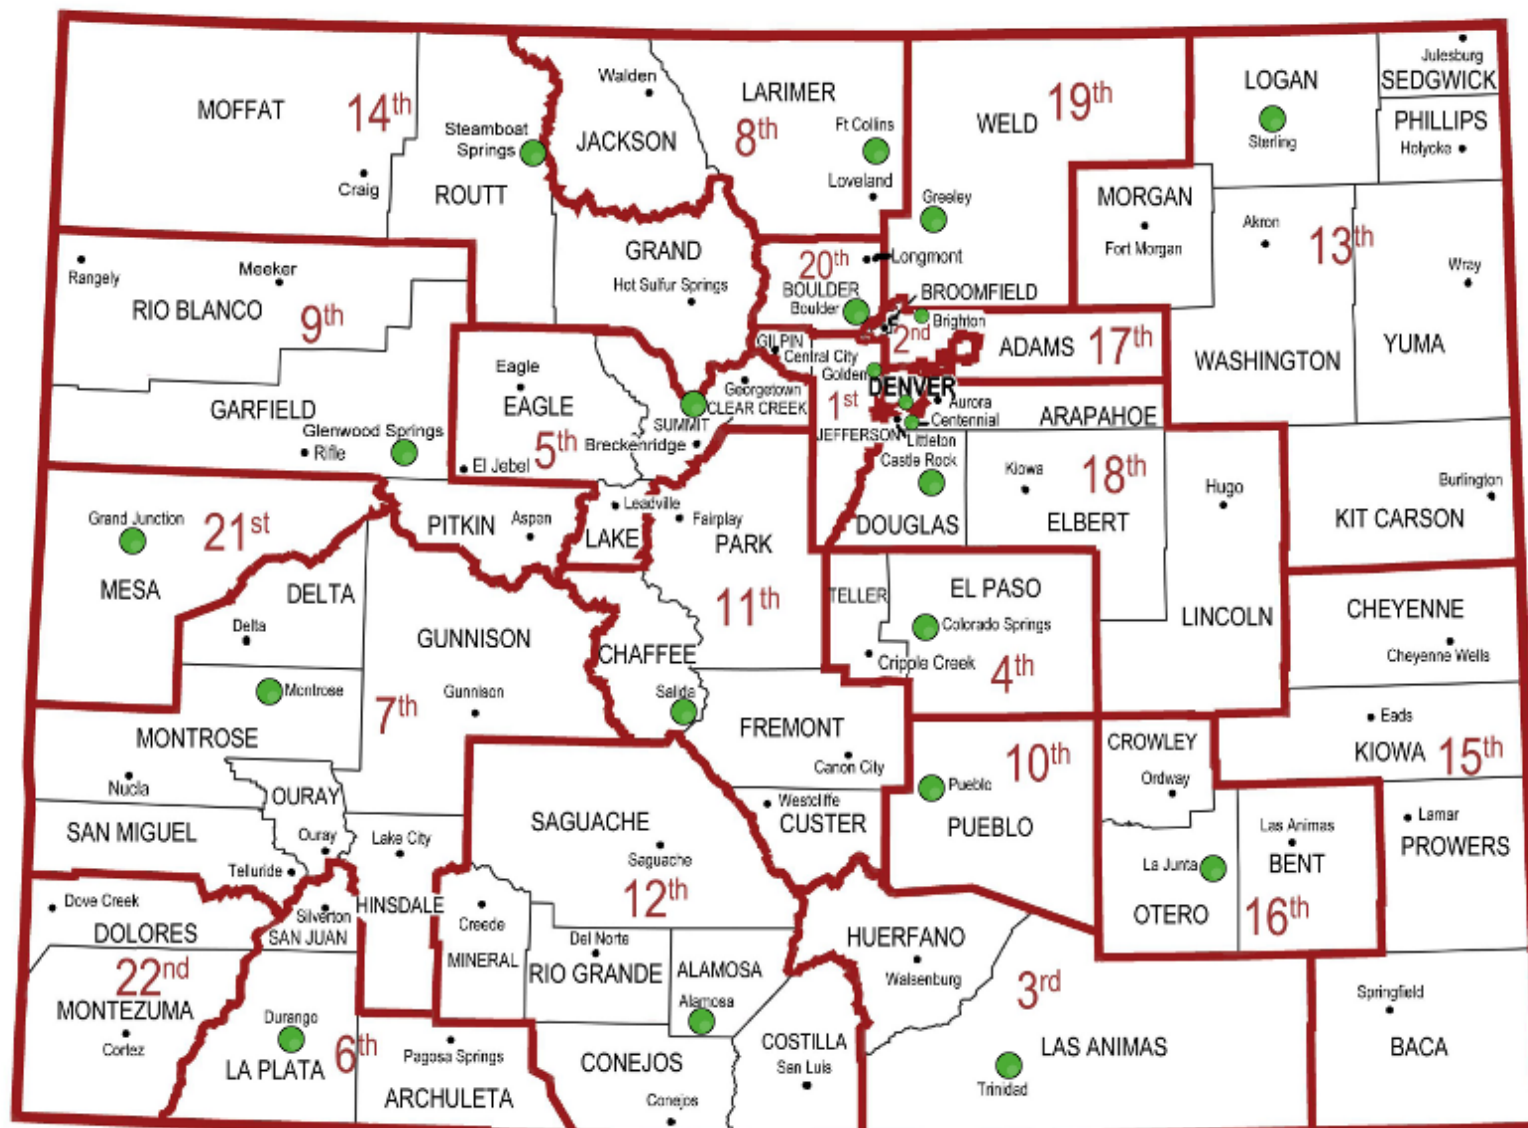 MOFFAT
14th
Craig
Steamboat
Springs
ROUTT
Walden
JACKSON
LARIMER
8th
Ft Collins
Loveland
WELD
19th
Greeley
LOGAN
Sterling
Julesburg
SEDGWICK
PHILLIPS
Holyoke
MORGAN
Fort Morgan
Akron
13th
Wray
WASHINGTON
YUMA
Rangely
Meeker
RIO BLANCO
9th
GRAND
Hot Sulfur Springs
20th
Longmont
BOULDER
Boulder
BROOMFIELD
2nd
Brighton
ADAMS
17th
GILPIN
Central City
Golden
DENVER
Georgetown
CLEAR CREEK
1st
Aurora
Centennial
ARAPAHOE
JEFFERSON
Littleton
Castle Rock
GARFIELD
Glenwood Springs
Rifle
Eagle
EAGLE
5th
El Jebel
SUMMIT
Breckenridge
DOUGLAS
Kiowa
18th
ELBERT
Hugo
LINCOLN
Burlington
KIT CARSON
Grand Junction
21st
MESA
PITKIN
Aspen
Leadville
LAKE
Fairplay
PARK
11th
DELTA
Delta
GUNNISON
CHAFFEE
TELLER
EL PASO
Colorado Springs
Cripple Creek
4th
CHEYENNE
Cheyenne Wells
Montrose
7th
Gunnison
Salida
MONTROSE
Nucla
FREMONT
Canon City
10th
Pueblo
PUEBLO
CROWLEY
Ordway
Eads
KIOWA
15th
OURAY
Ouray
SAN MIGUEL
Telluride
Lake City
SAGUACHE
Saguache
12th
Westcliffe
CUSTER
Las Animas
BENT
La Junta
OTERO
16th
Lamar
PROWERS
Dove Creek
DOLORES
Silverton
SAN JUAN
HINSDALE
Creede
MINERAL
Del Norte
RIO GRANDE
ALAMOSA
Alamosa
HUERFANO
Walsenburg
3rd
22nd
MONTEZUMA
Cortez
Durango
LA PLATA
6th
Pagosa Springs
ARCHULETA
CONEJOS
Conejos
COSTILLA
San Luis
LAS ANIMAS
Trinidad
Springfield
BACA